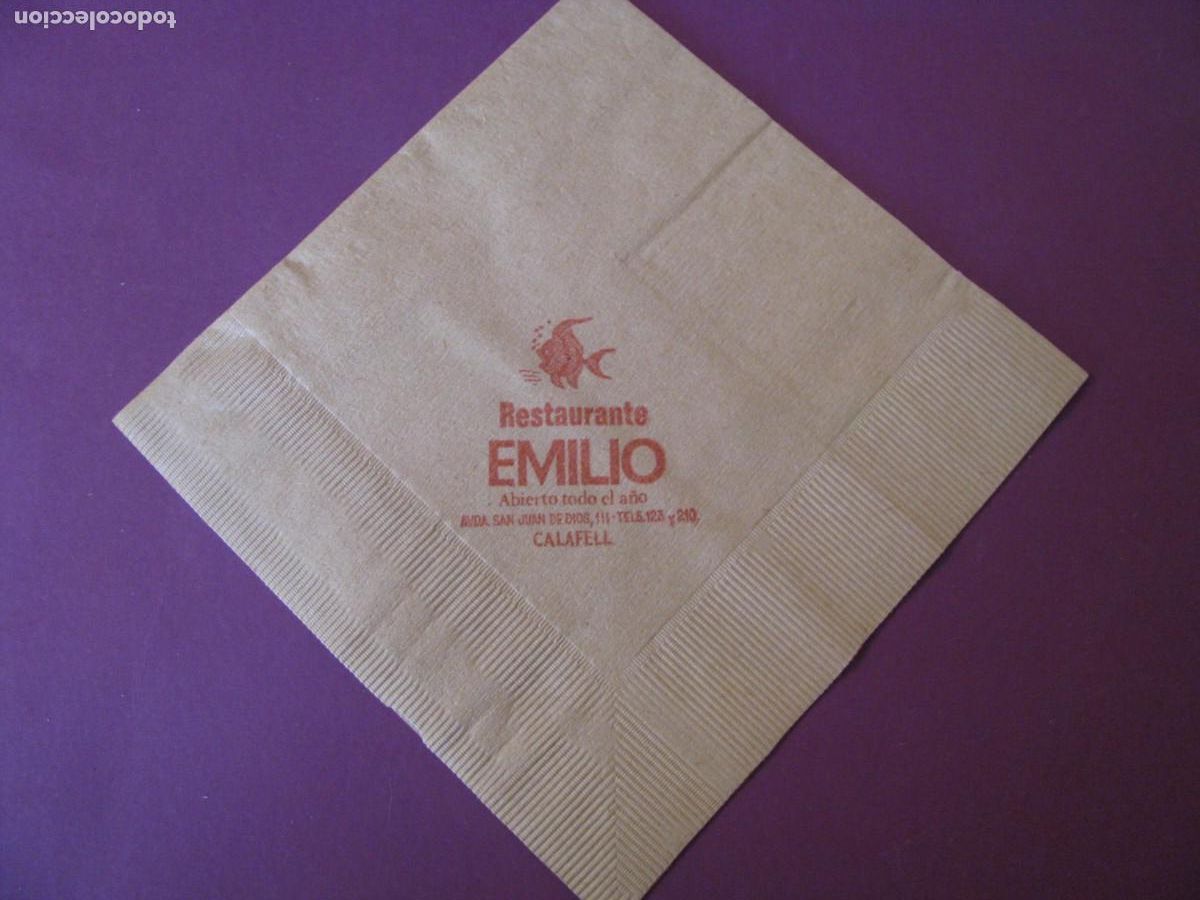 todocoleccion
Restaurante
EMILIO
Abierto todo el año
AVDA. SAN JUAN DE DIOS, 111 - TELS. 123 y 210
CALAFELL